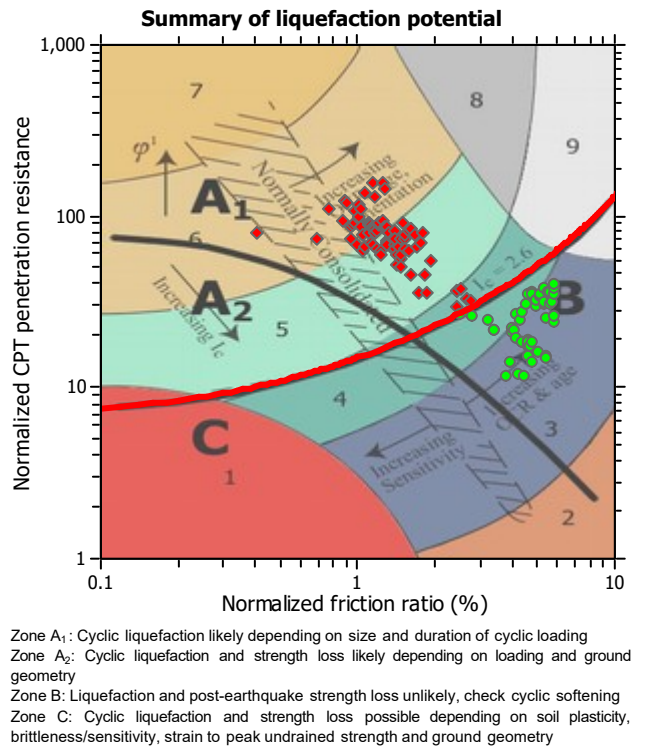 Summary of liquefaction potential
1,000
100
10
1
0.1
1
10
Normalized CPT penetration resistance
Normalized friction ratio (%)
7
8
9
φ'
A1
Normally Consolidated
Increasing
6
A2
Increasing Ic
5
Ic = 2.6
B
4
Increasing
OCR & age
3
Increasing
Sensitivity
C
1
2
Zone A1: Cyclic liquefaction likely depending on size and duration of cyclic loading
Zone A2: Cyclic liquefaction and strength loss likely depending on loading and ground
geometry
Zone B: Liquefaction and post-earthquake strength loss unlikely, check cyclic softening
Zone C: Cyclic liquefaction and strength loss possible depending on soil plasticity,
brittleness/sensitivity, strain to peak undrained strength and ground geometry